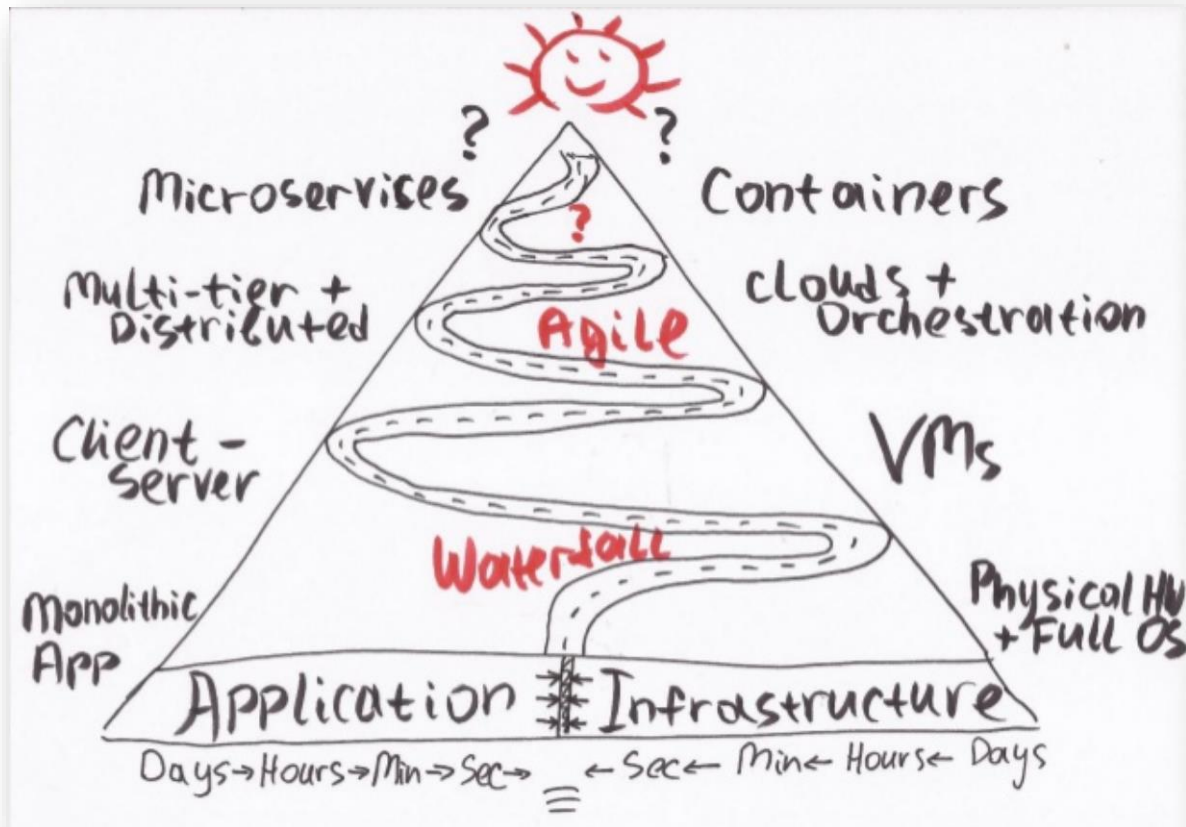 ? ?
Microservises
Containers
?
Multi-tier +
Distributed
Clouds +
Orchestration
Agile
Client -
Server
VMs
Waterfall
Monolithic
App
Physical HW
+ Full OS
Application
Infrastructure
Days→Hours→Min→Sec→
←Sec← Min← Hours← Days